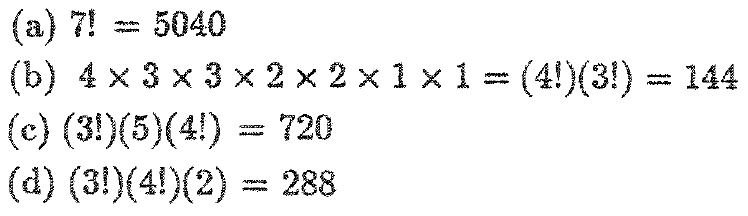 (a) 7! = 5040
(b) 4 × 3 × 3 × 2 × 2 × 1 × 1 = (4!)(3!) = 144
(c) (3!)(5)(4!) = 720
(d) (3!)(4!)(2) = 288